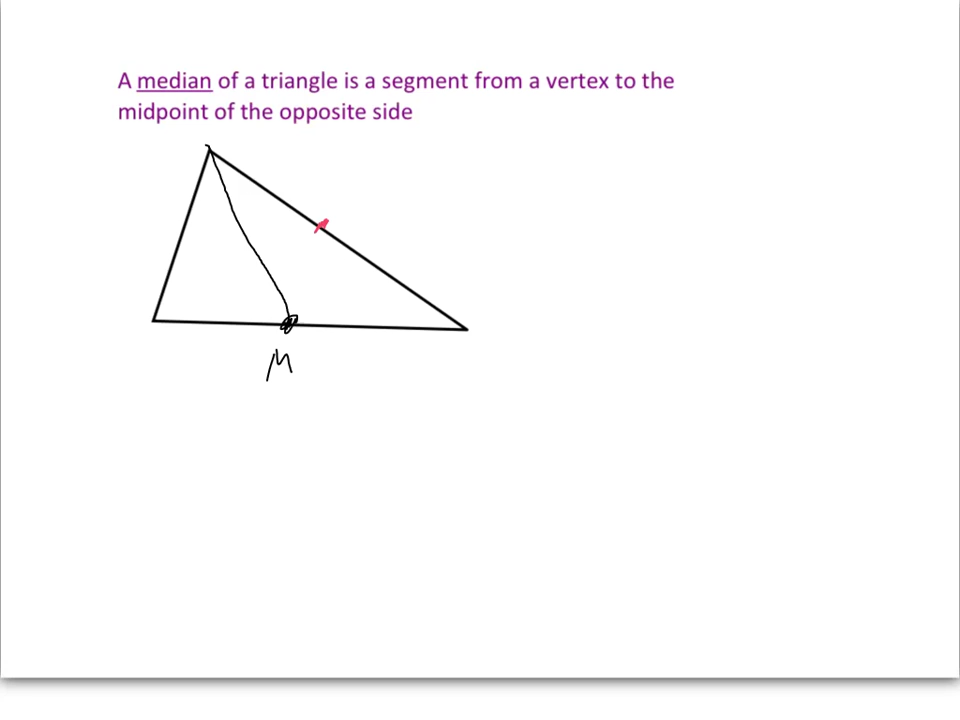 A median of a triangle is a segment from a vertex to the
midpoint of the opposite side
M